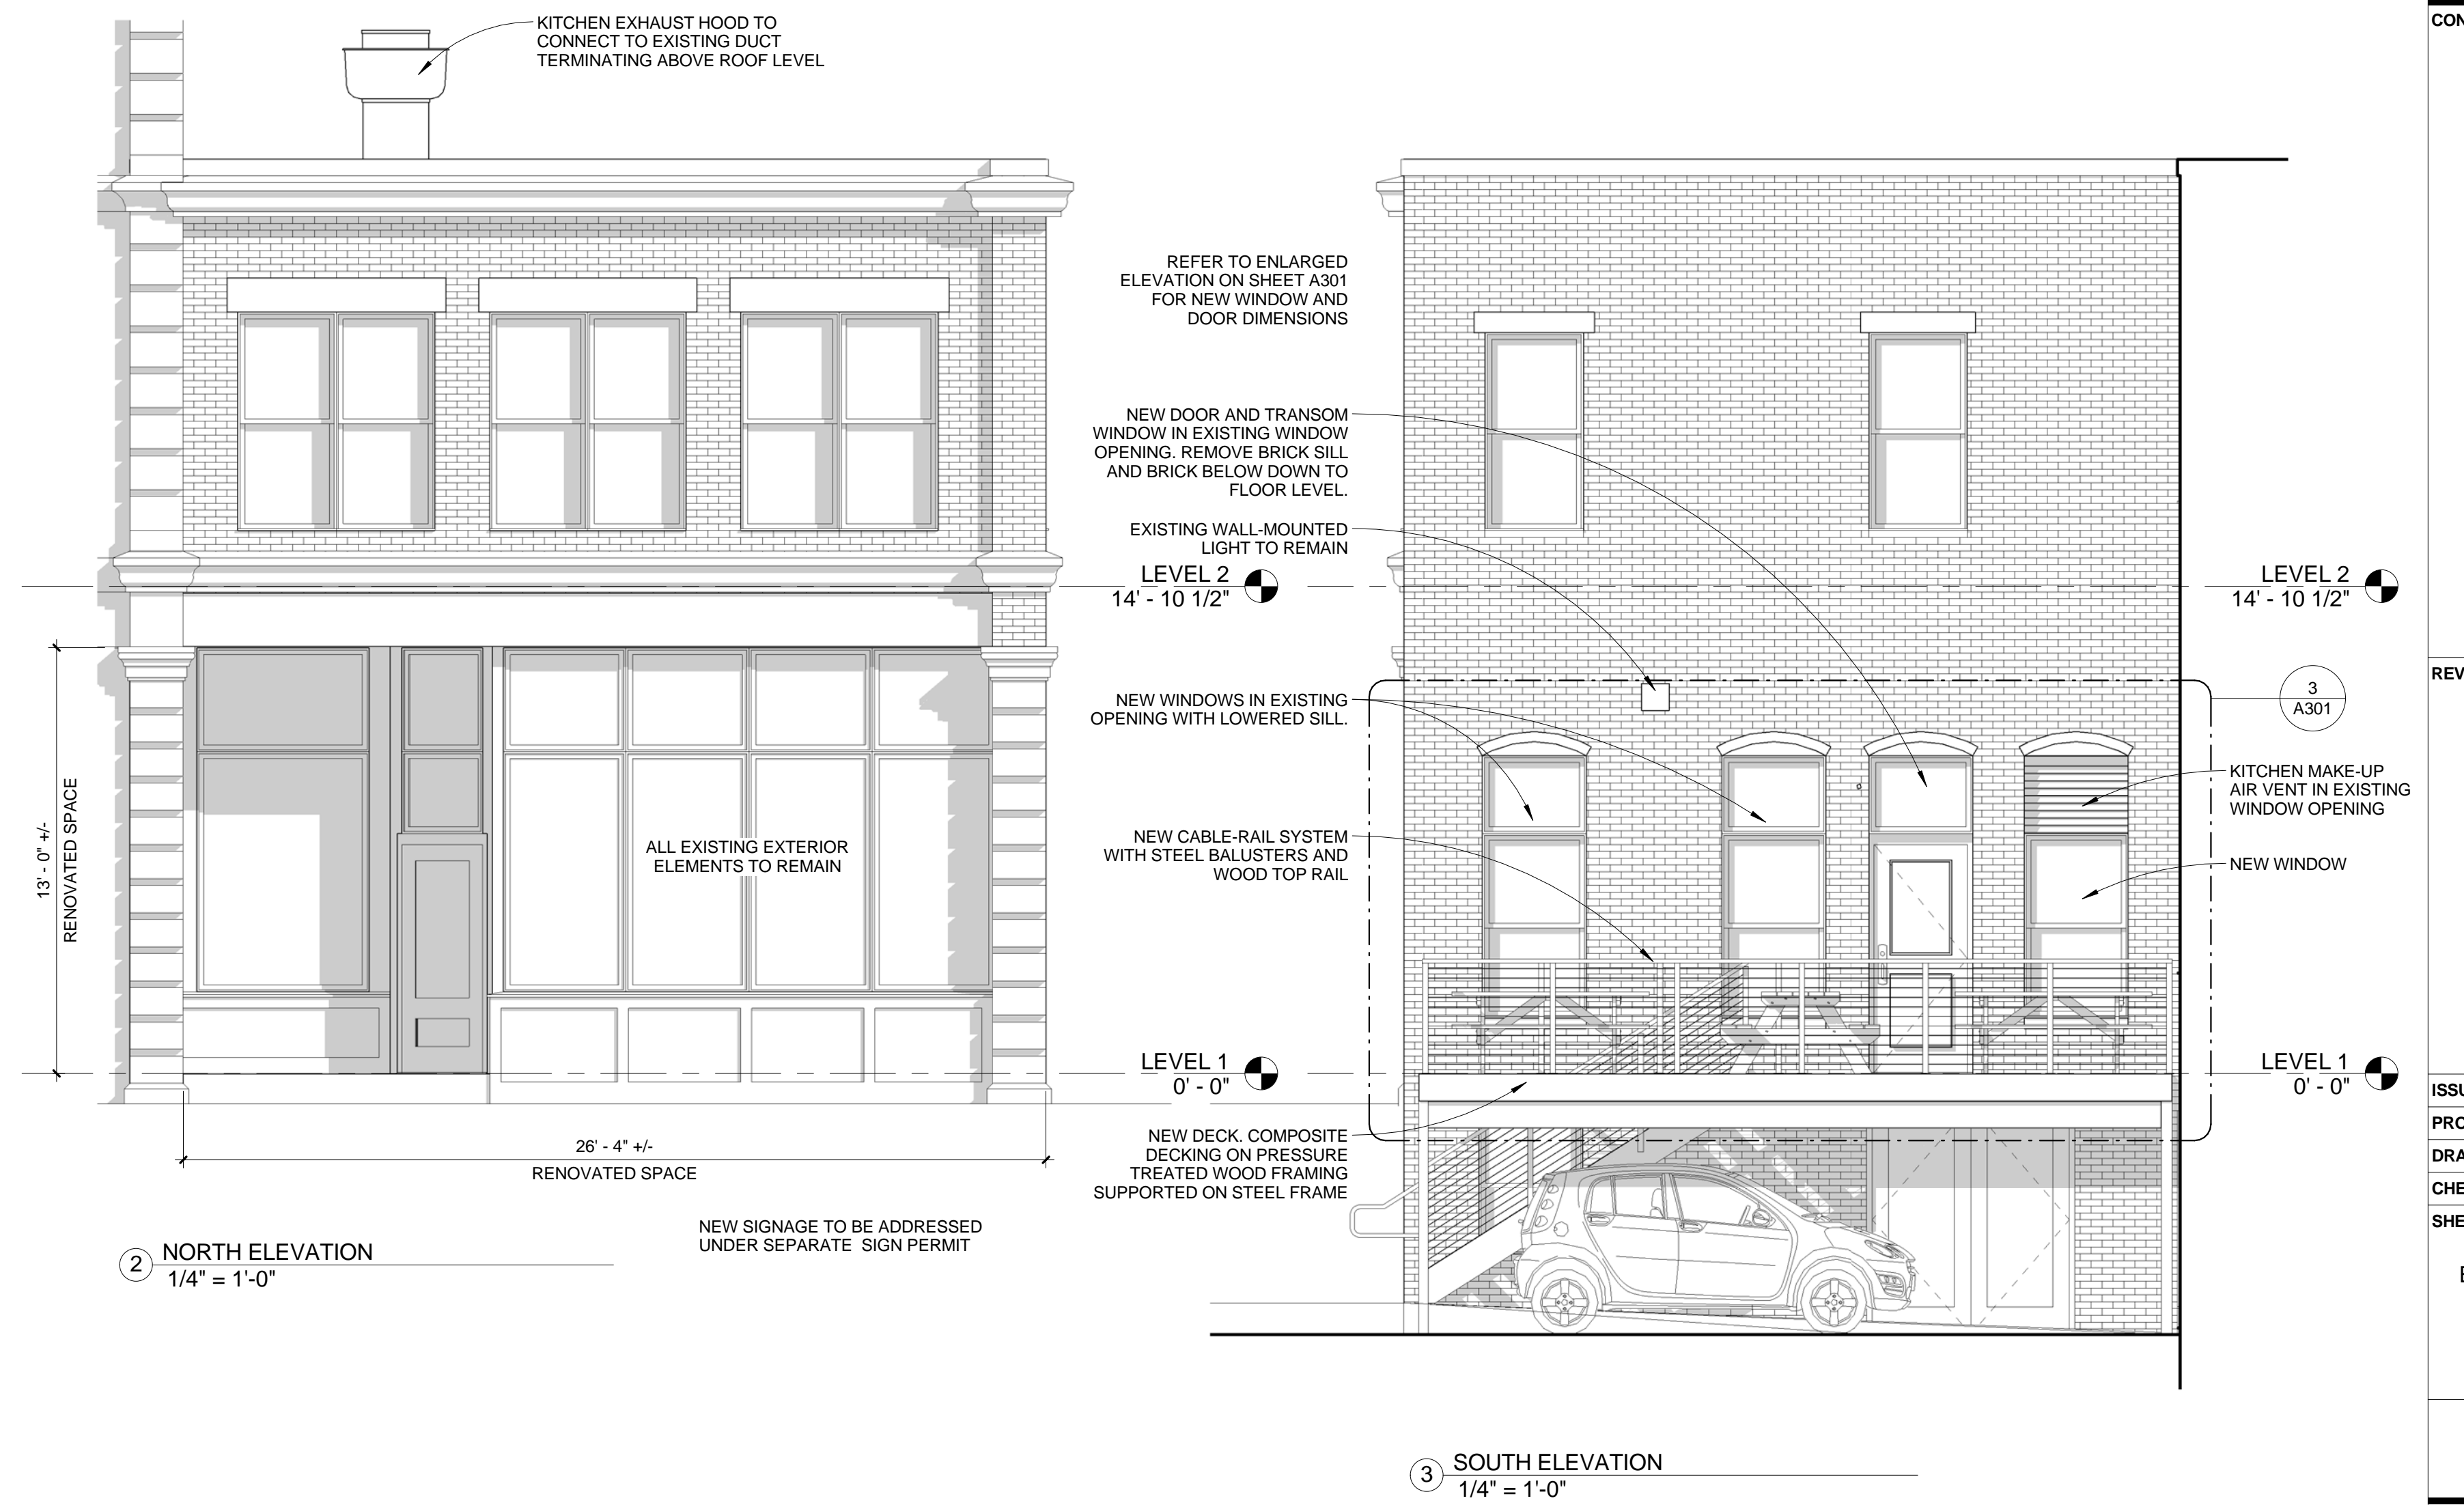 KITCHEN EXHAUST HOOD TO
CONNECT TO EXISTING DUCT
TERMINATING ABOVE ROOF LEVEL
REFER TO ENLARGED
ELEVATION ON SHEET A301
FOR NEW WINDOW AND
DOOR DIMENSIONS
NEW DOOR AND TRANSOM
WINDOW IN EXISTING WINDOW
OPENING. REMOVE BRICK SILL
AND BRICK BELOW DOWN TO
FLOOR LEVEL.
EXISTING WALL-MOUNTED
LIGHT TO REMAIN
LEVEL 2
14' - 10 1/2"
LEVEL 2
14' - 10 1/2"
NEW WINDOWS IN EXISTING
OPENING WITH LOWERED SILL.
3
A301
KITCHEN MAKE-UP
AIR VENT IN EXISTING
WINDOW OPENING
NEW WINDOW
13' - 0" +/-
RENOVATED SPACE
ALL EXISTING EXTERIOR
ELEMENTS TO REMAIN
NEW CABLE-RAIL SYSTEM
WITH STEEL BALUSTERS AND
WOOD TOP RAIL
LEVEL 1
0' - 0"
LEVEL 1
0' - 0"
26' - 4" +/-
RENOVATED SPACE
NEW DECK. COMPOSITE
DECKING ON PRESSURE
TREATED WOOD FRAMING
SUPPORTED ON STEEL FRAME
NEW SIGNAGE TO BE ADDRESSED
UNDER SEPARATE SIGN PERMIT
2 NORTH ELEVATION
1/4" = 1'-0"
3 SOUTH ELEVATION
1/4" = 1'-0"
CON
REV
ISSU
PRO
DRA
CHE
SHE